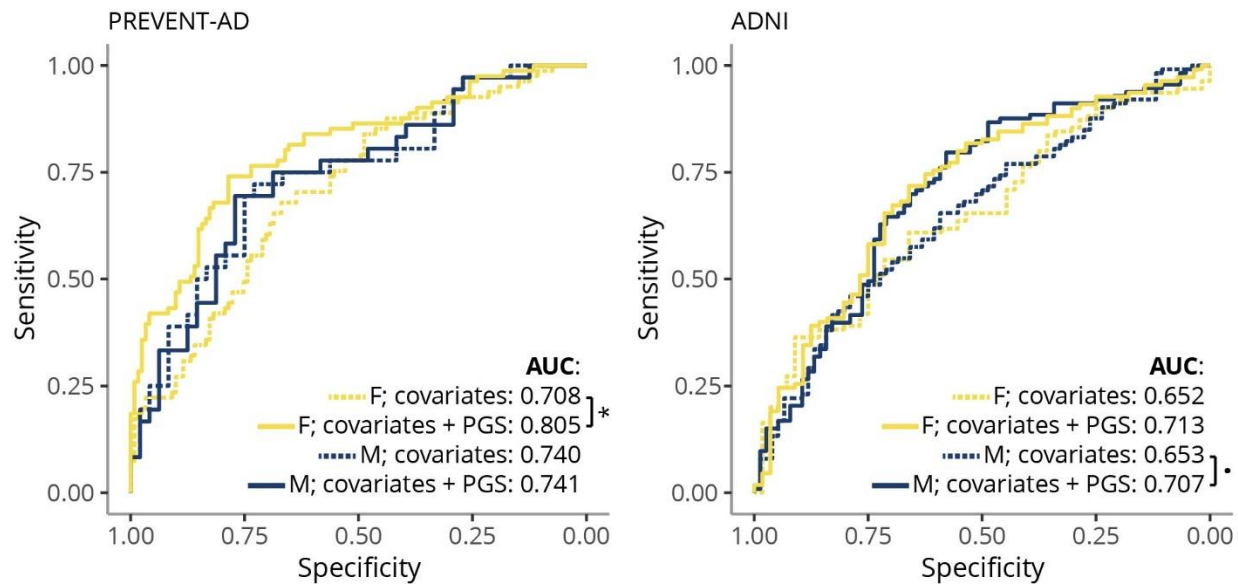 PREVENT-AD
Sensitivity
1.00
0.75
0.50
0.25
0.00
AUC:
F; covariates: 0.708
F; covariates + PGS: 0.805
*
M; covariates: 0.740
M; covariates + PGS: 0.741
1.00 0.75 0.50 0.25 0.00
Specificity
ADNI
Sensitivity
1.00
0.75
0.50
0.25
0.00
AUC:
F; covariates: 0.652
F; covariates + PGS: 0.713
M; covariates: 0.653
M; covariates + PGS: 0.707
•
1.00 0.75 0.50 0.25 0.00
Specificity